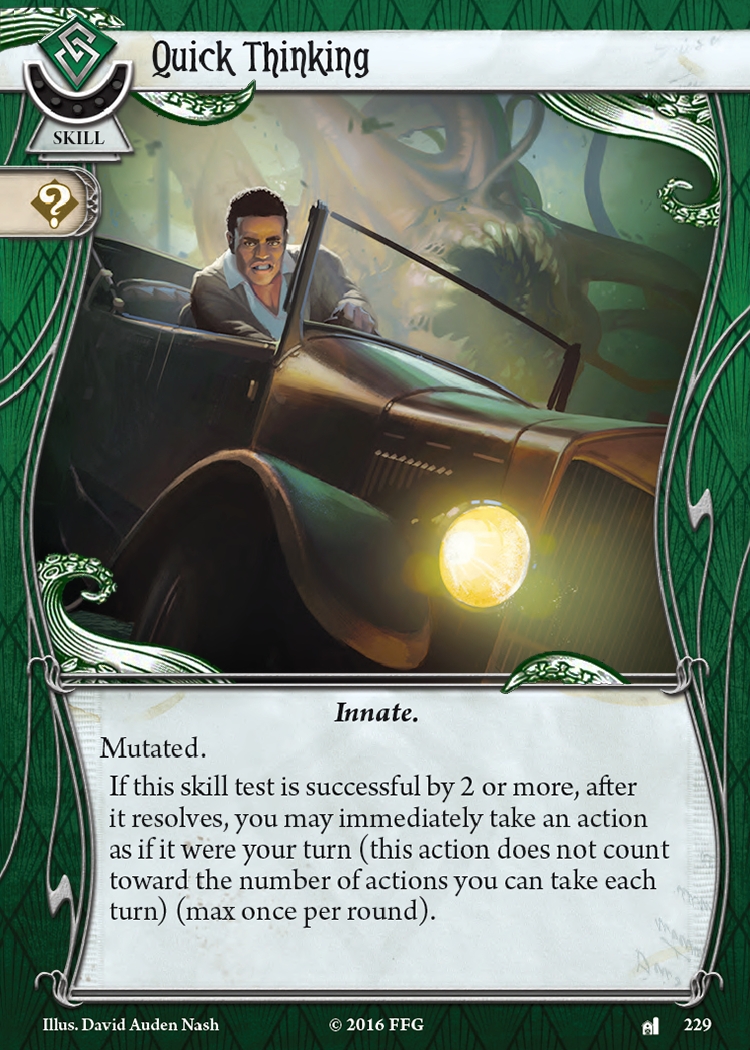 Quick Thinking
SKILL
?
Innate.
Mutated.
If this skill test is successful by 2 or more, after
it resolves, you may immediately take an action
as if it were your turn (this action does not count
toward the number of actions you can take each
turn) (max once per round).
Illus. David Auden Nash
© 2016 FFG
229